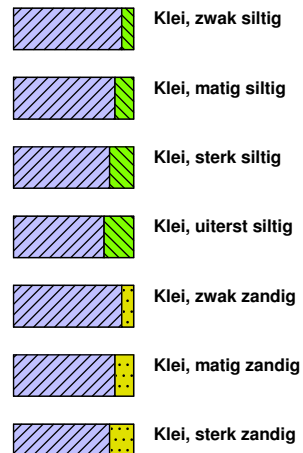 Klei, zwak siltig
Klei, matig siltig
Klei, sterk siltig
Klei, uiterst siltig
Klei, zwak zandig
Klei, matig zandig
Klei, sterk zandig